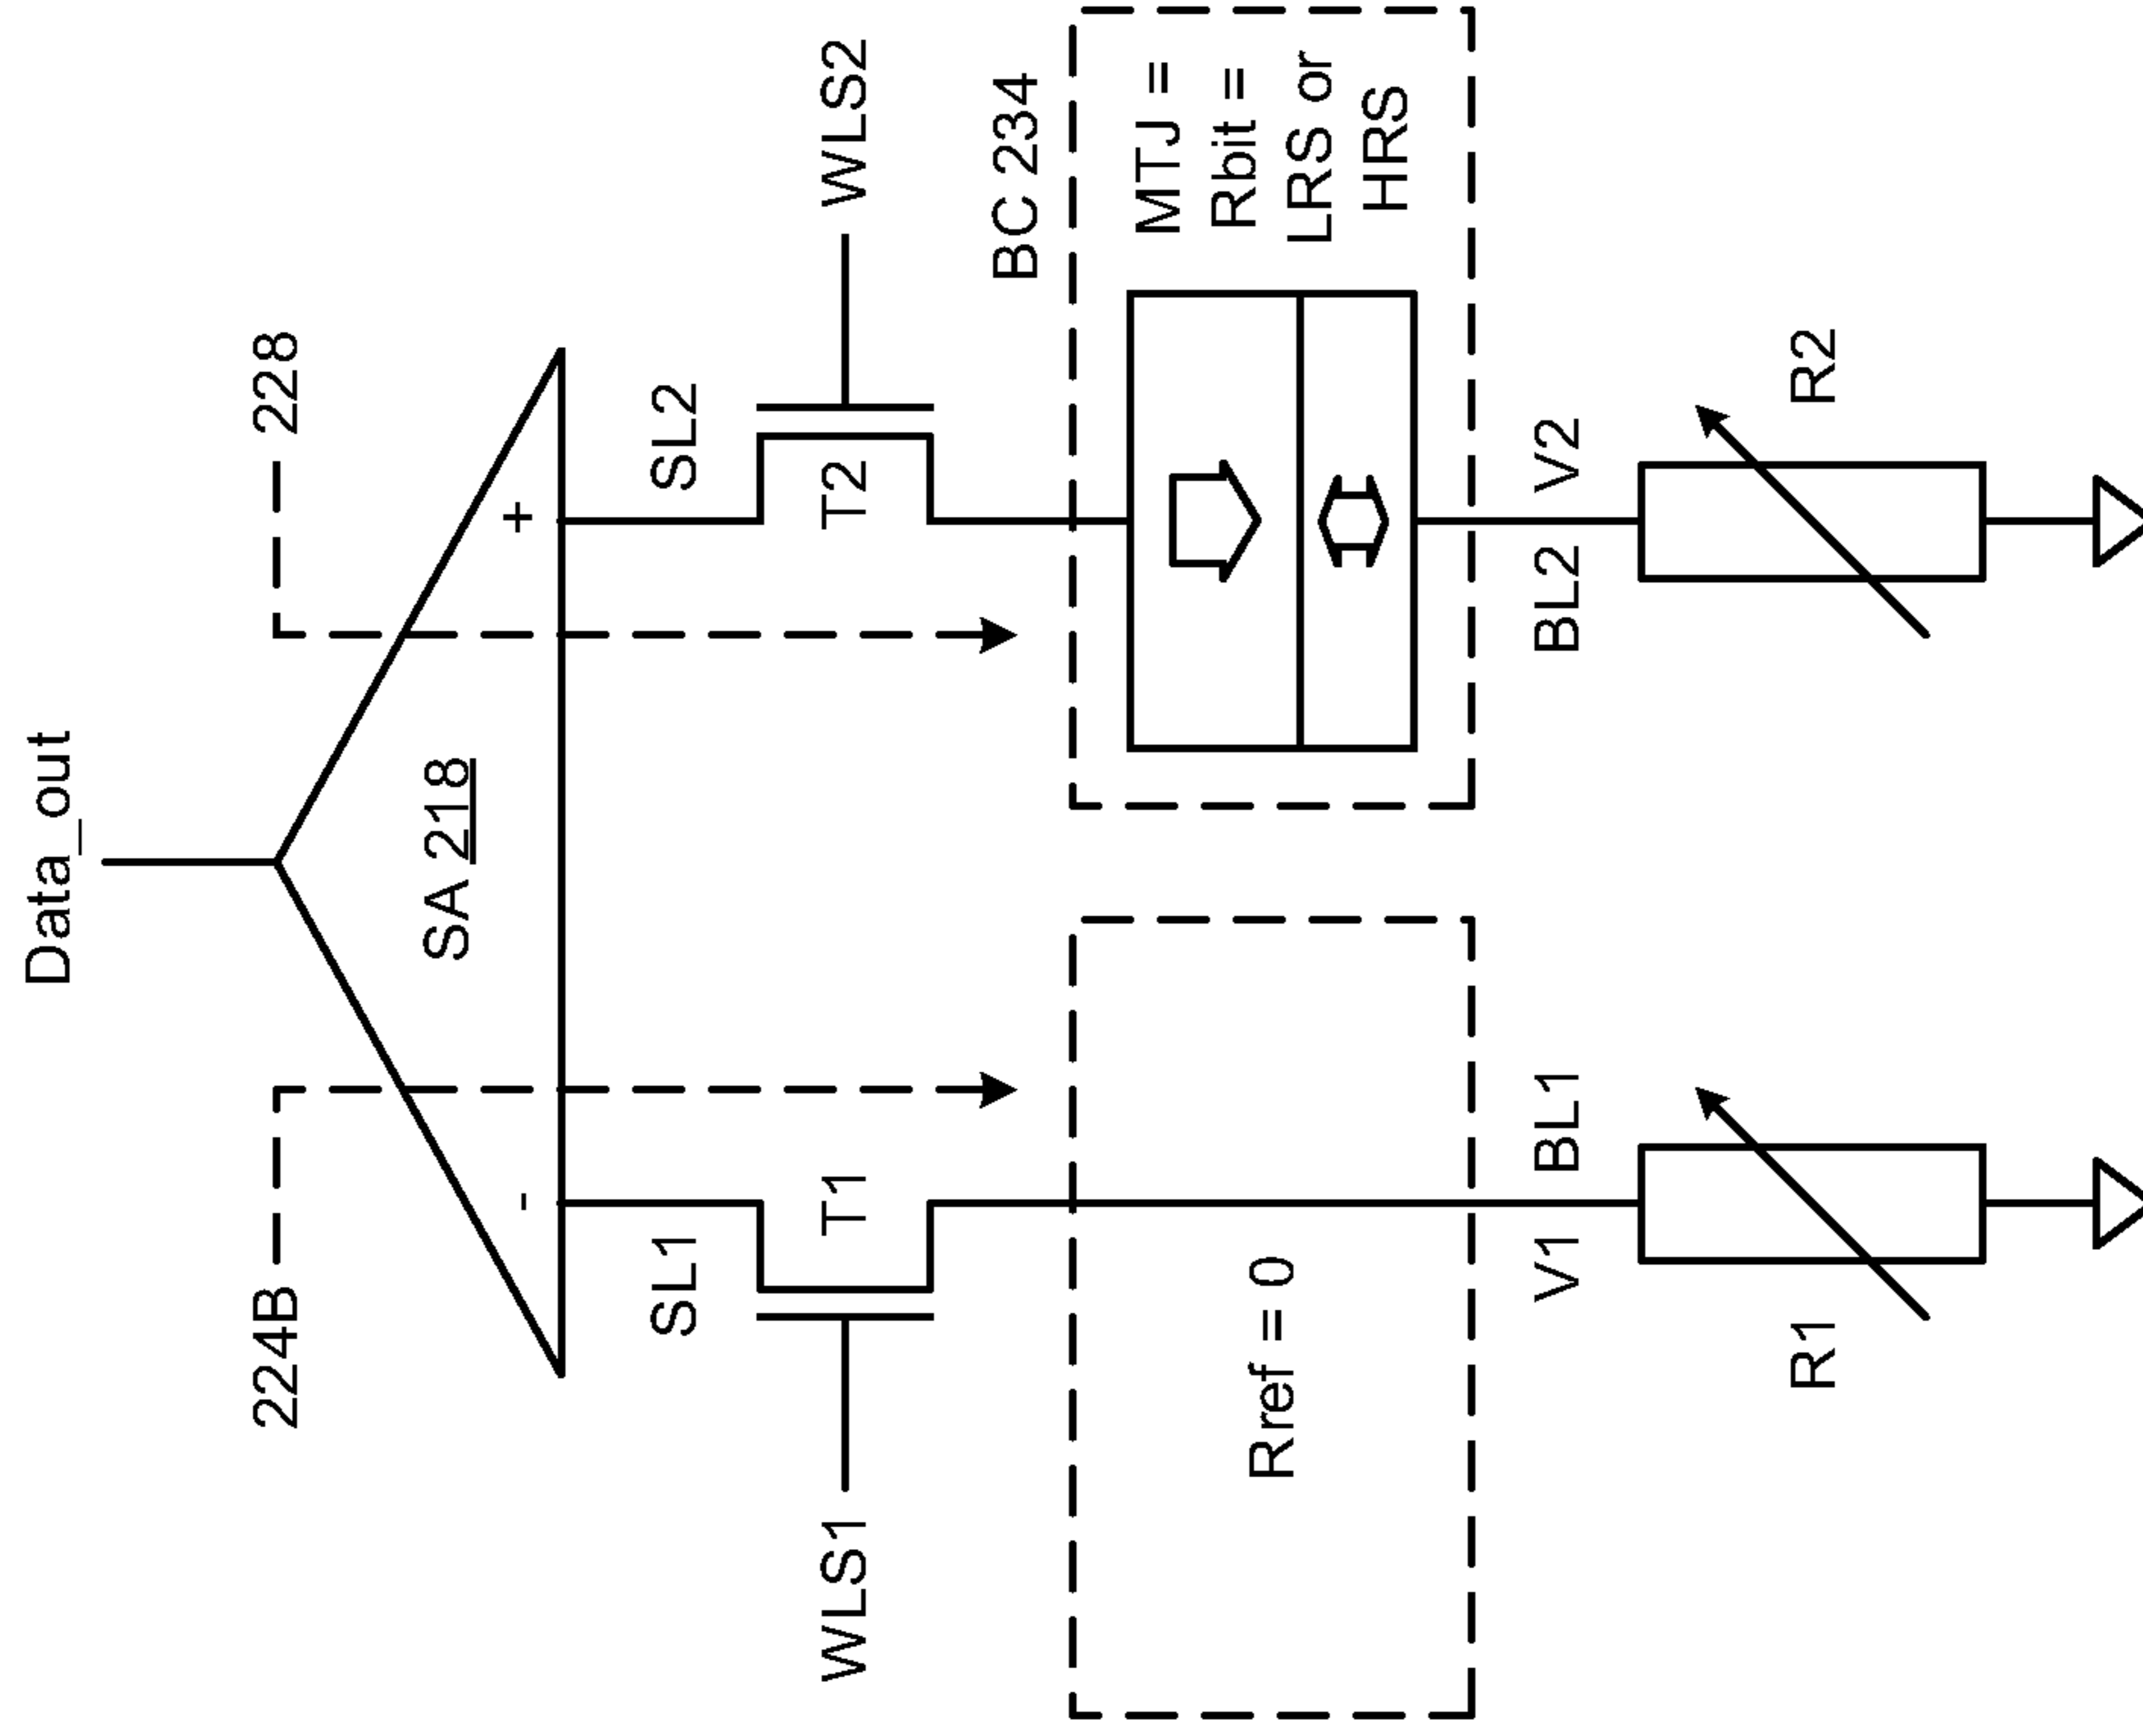 Data_out
224B
228
SA 218
-
+
SL1
SL2
WLS1
T1
T2
WLS2
BC 234
Rref = 0
MTJ =
Rbit =
LRS or
HRS
V1
BL1
BL2
V2
R1
R2